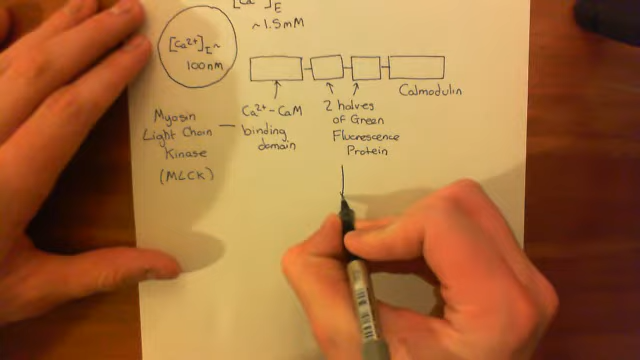 [Ca²⁺]E
~1.5mM
[Ca²⁺]I ~
100nM
Calmodulin
Myosin
Light Chain
Kinase
(MLCK)
Ca²⁺-CaM
binding
domain
2 halves
of Green
Fluorescence
Protein